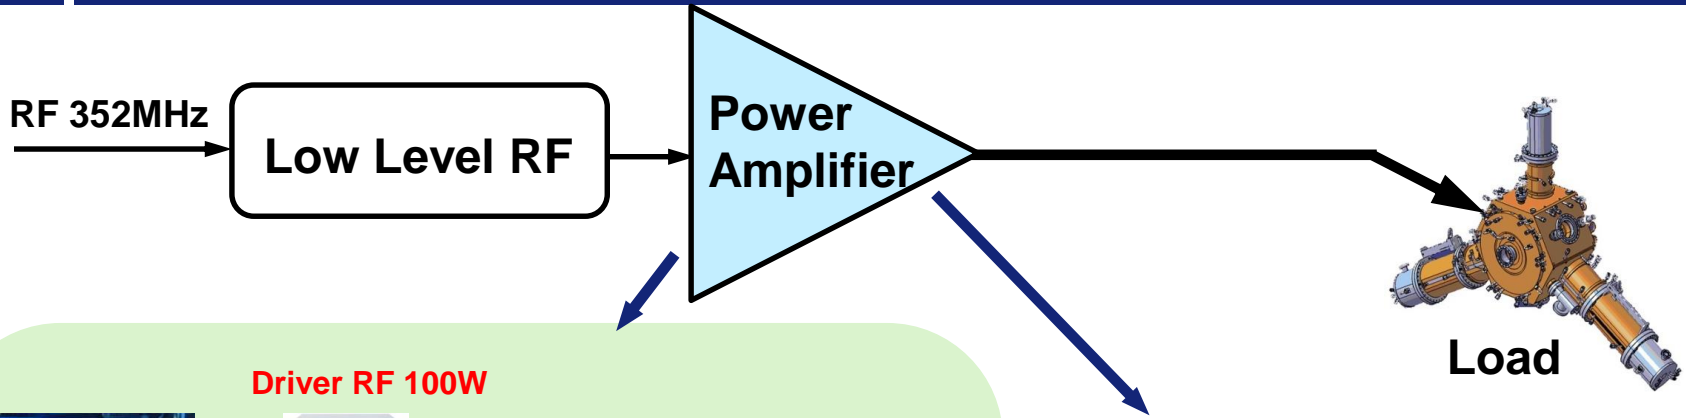 RF 352MHz
Low Level RF
Power
Amplifier
Load
Driver RF 100W